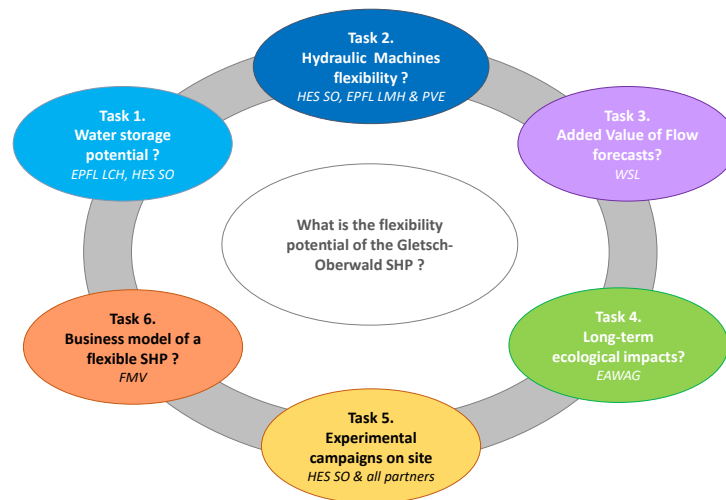 Task 2.
Hydraulic Machines
flexibility ?
HES SO, EPFL LMH & PVE
Task 1.
Water storage
potential ?
EPFL LCH, HES SO
Task 3.
Added Value of Flow
forecasts?
WSL
What is the flexibility
potential of the Gletsch-
Oberwald SHP ?
Task 6.
Business model of a
flexible SHP ?
FMV
Task 4.
Long-term
ecological impacts?
EAWAG
Task 5.
Experimental
campaigns on site
HES SO & all partners